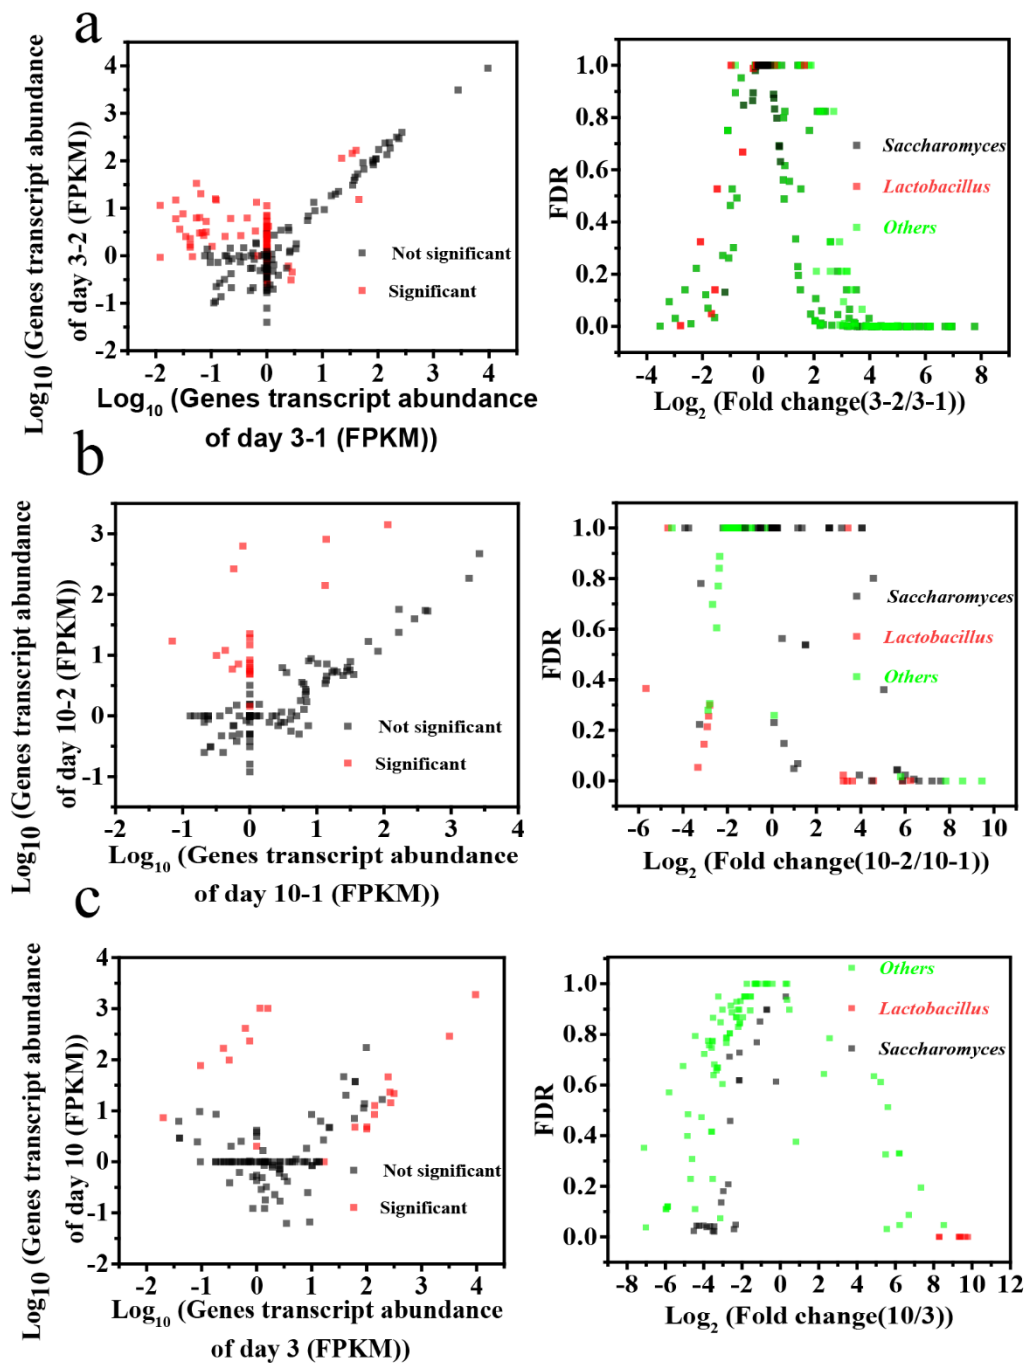 a
Log10 (Genes transcript abundance
of day 3-2 (FPKM))
4
3
2
1
0
-1
-2
Not significant
Significant
-2 -1 0 1 2 3 4
Log10 (Genes transcript abundance
of day 3-1 (FPKM))
FDR
1.0
0.8
0.6
0.4
0.2
0.0
Saccharomyces
Lactobacillus
Others
-4 -2 0 2 4 6 8
Log2 (Fold change(3-2/3-1))
b
Log10 (Genes transcript abundance
of day 10-2 (FPKM))
3
2
1
0
-1
Not significant
Significant
-2 -1 0 1 2 3 4
Log10 (Genes transcript abundance
of day 10-1 (FPKM))
FDR
1.0
0.8
0.6
0.4
0.2
0.0
Saccharomyces
Lactobacillus
Others
-6 -4 -2 0 2 4 6 8 10
Log2 (Fold change(10-2/10-1))
c
Log10 (Genes transcript abundance
of day 10 (FPKM))
4
3
2
1
0
-1
-2
Not significant
Significant
-2 -1 0 1 2 3 4
Log10 (Genes transcript abundance
of day 3 (FPKM))
FDR
1.0
0.8
0.6
0.4
0.2
0.0
Others
Lactobacillus
Saccharomyces
-8 -6 -4 -2 0 2 4 6 8 10 12
Log2 (Fold change(10/3))